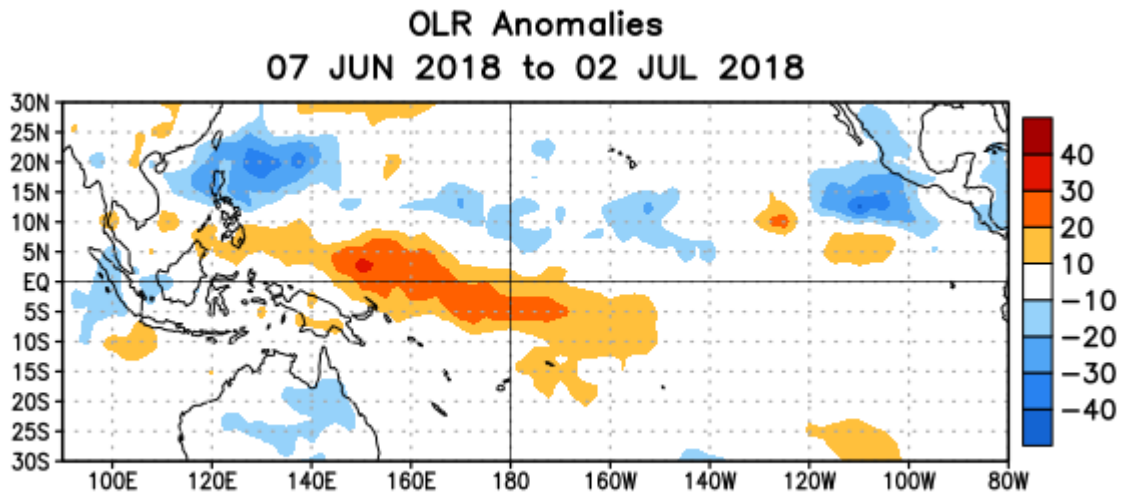 OLR Anomalies
07 JUN 2018 to 02 JUL 2018
30N
25N
20N
15N
10N
5N
EQ
5S
10S
15S
20S
25S
30S
100E 120E 140E 160E 180 160W 140W 120W 100W 80W
40
30
20
10
-10
-20
-30
-40